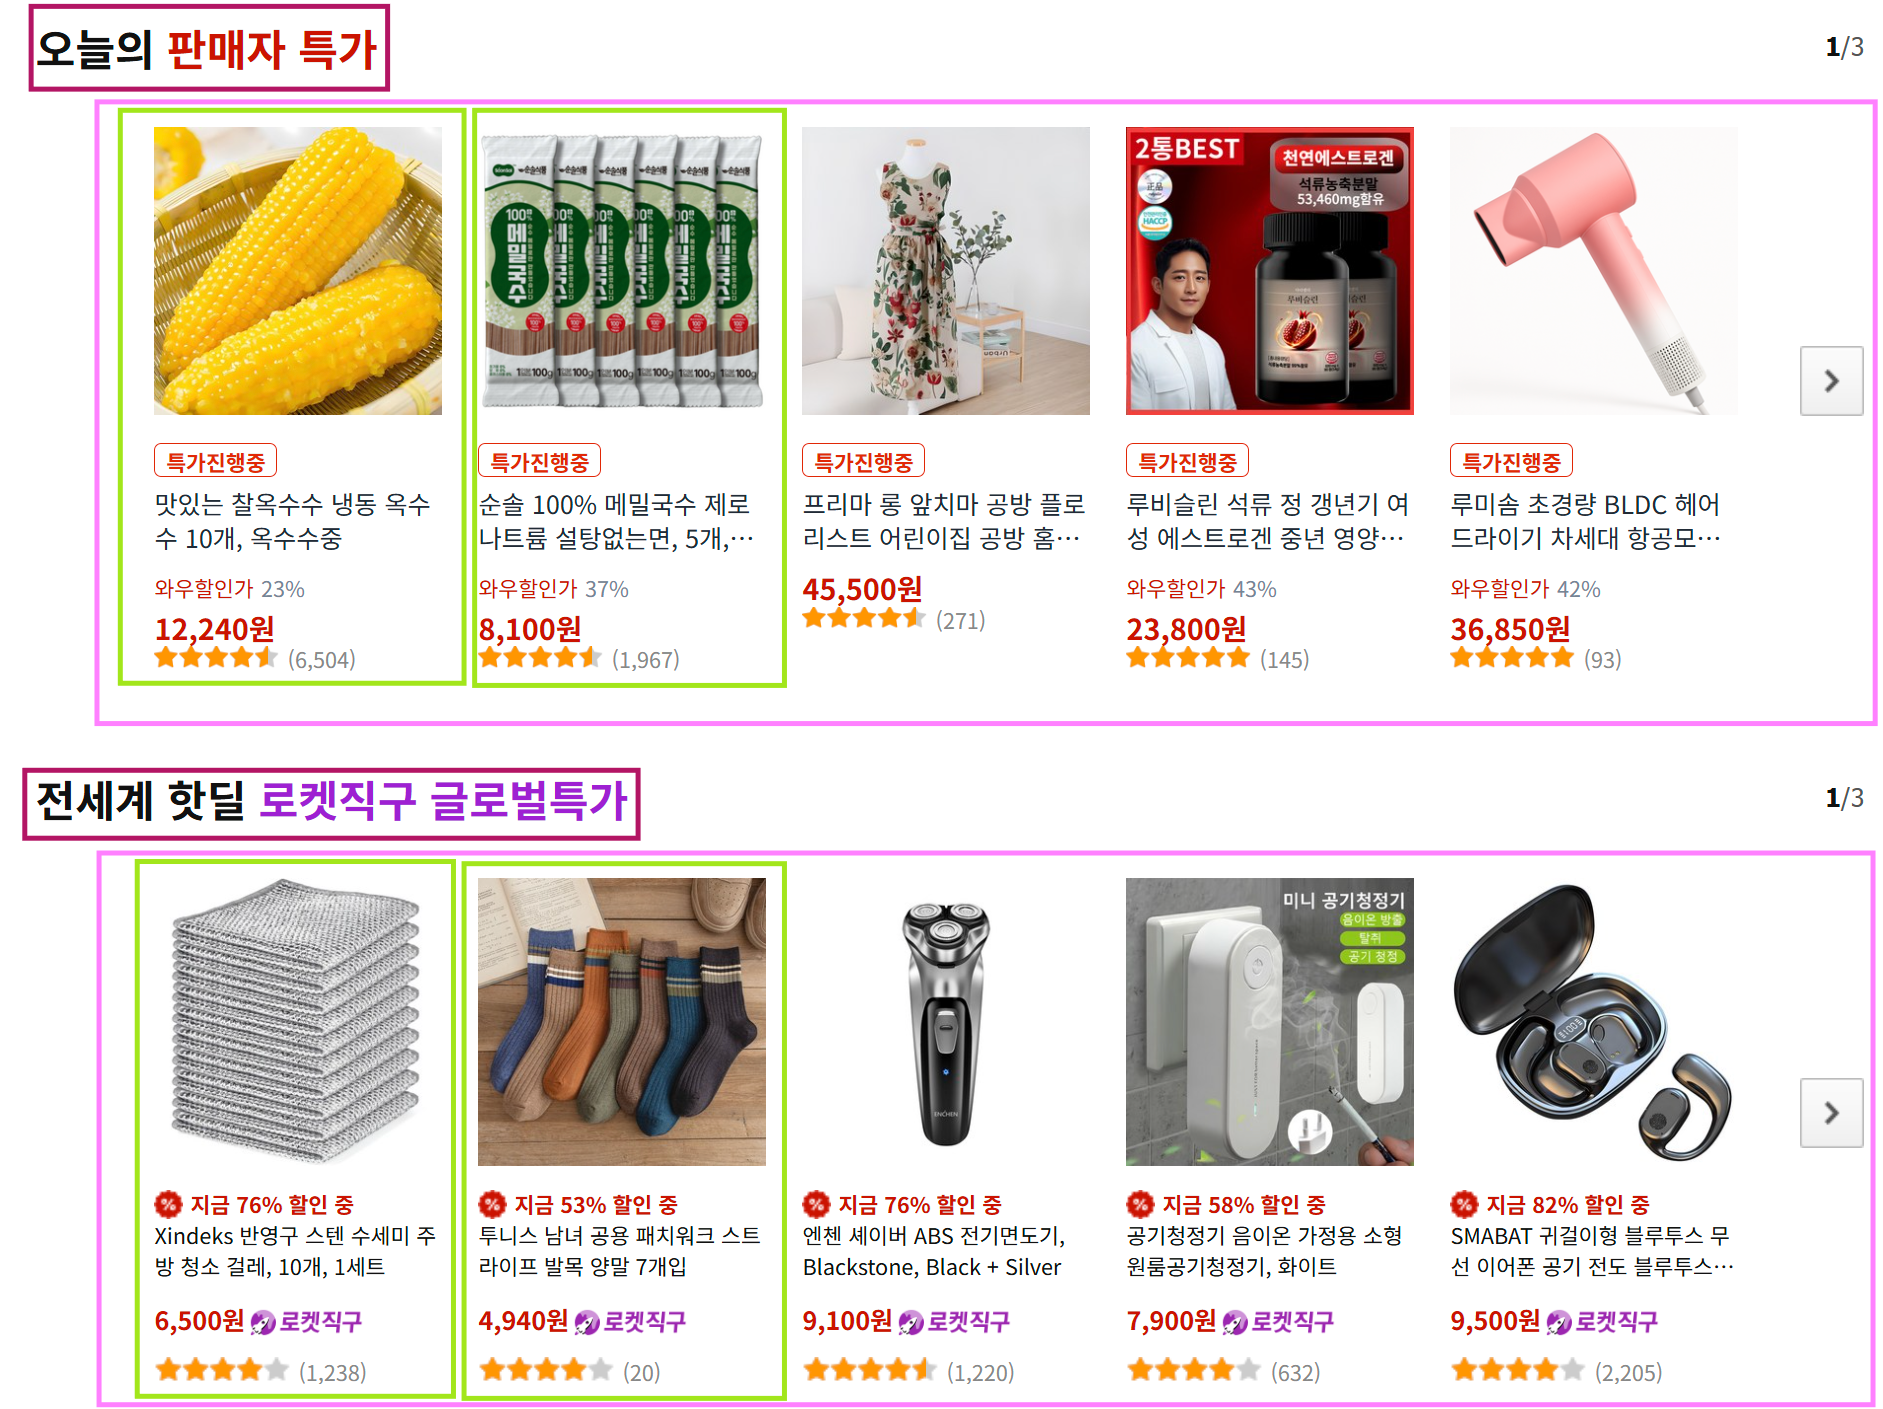 오늘의 판매자 특가
1/3
2통BEST
천연에스트로겐
석류농축분말
53,460mg함유
正品
HACCP
루비슬린
순솔식품
100%
메밀국수
100g
Urban
특가진행중
맛있는 찰옥수수 냉동 옥수
수 10개, 옥수수중
와우할인가 23%
12,240원
(6,504)
특가진행중
순솔 100% 메밀국수 제로
나트륨 설탕없는면, 5개,…
와우할인가 37%
8,100원
(1,967)
특가진행중
프리마 롱 앞치마 공방 플로
리스트 어린이집 공방 홈…
45,500원
(271)
특가진행중
루비슬린 석류 정 갱년기 여
성 에스트로겐 중년 영양…
와우할인가 43%
23,800원
(145)
특가진행중
루미솜 초경량 BLDC 헤어
드라이기 차세대 항공모…
와우할인가 42%
36,850원
(93)
전세계 핫딜 로켓직구 글로벌특가
1/3
ENCHEN
미니 공기청정기
음이온 방출
탈취
공기 청정
지금 76% 할인 중
Xindeks 반영구 스텐 수세미 주
방 청소 걸레, 10개, 1세트
6,500원 로켓직구
(1,238)
지금 53% 할인 중
투니스 남녀 공용 패치워크 스트
라이프 발목 양말 7개입
4,940원 로켓직구
(20)
지금 76% 할인 중
엔첸 셰이버 ABS 전기면도기,
Blackstone, Black + Silver
9,100원 로켓직구
(1,220)
지금 58% 할인 중
공기청정기 음이온 가정용 소형
원룸공기청정기, 화이트
7,900원 로켓직구
(632)
지금 82% 할인 중
SMABAT 귀걸이형 블루투스 무
선 이어폰 공기 전도 블루투스…
9,500원 로켓직구
(2,205)